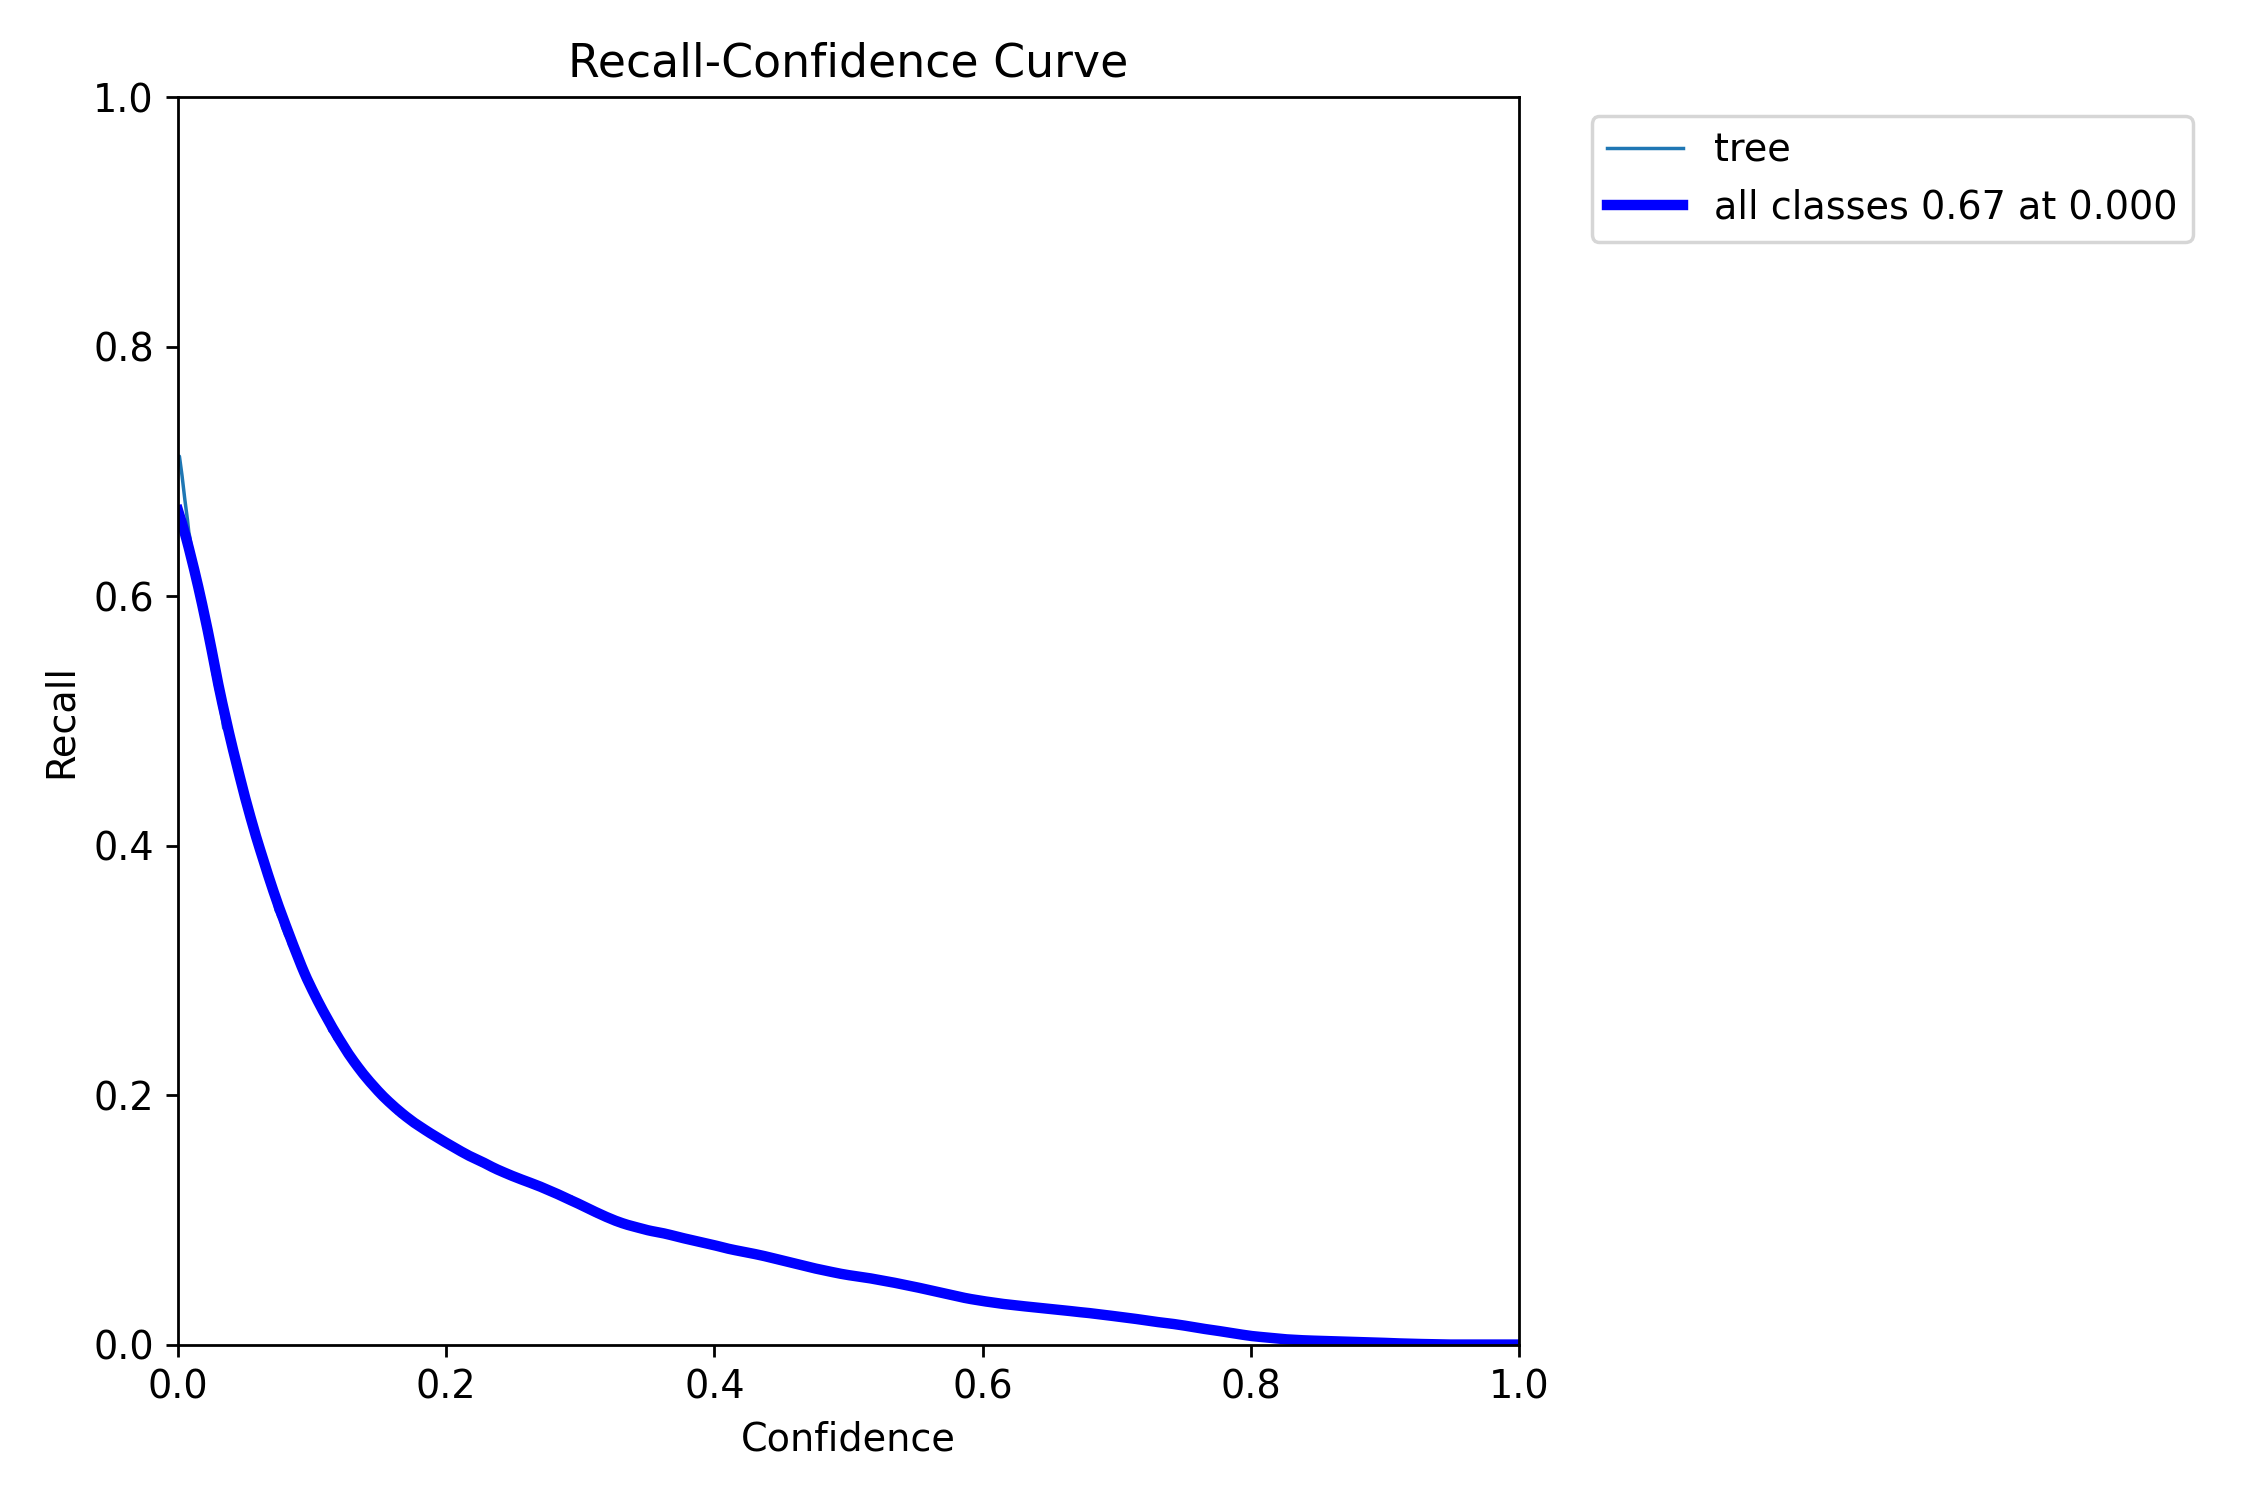 Recall-Confidence Curve
1.0
0.8
0.6
0.4
0.2
0.0
Recall
0.0 0.2 0.4 0.6 0.8 1.0
Confidence
tree
all classes 0.67 at 0.000